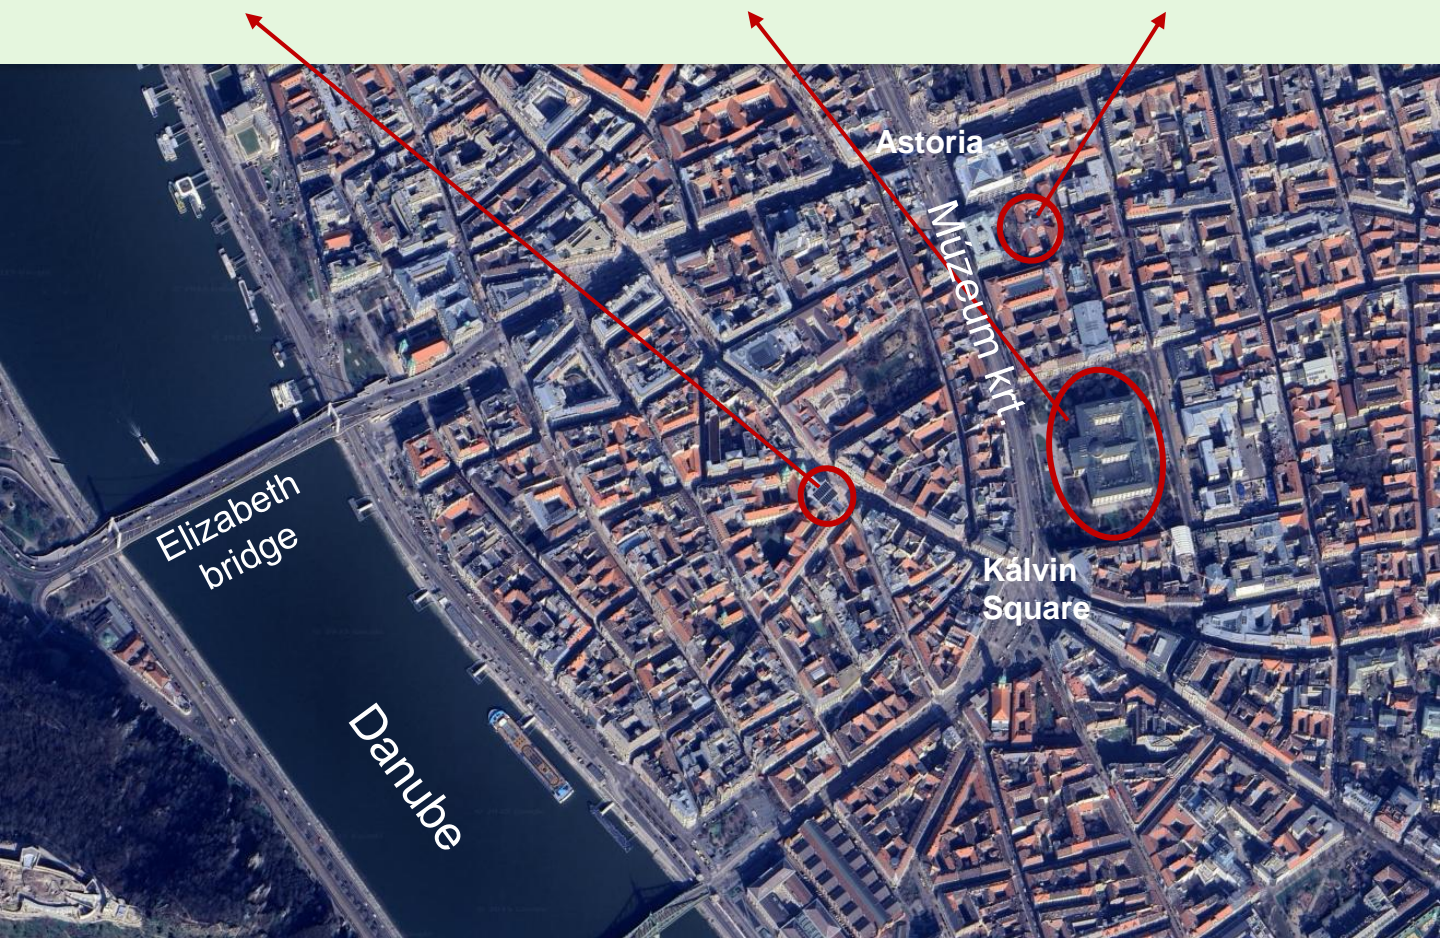 Astoria
Múzeum krt.
Elizabeth
bridge
Kálvin
Square
Danube